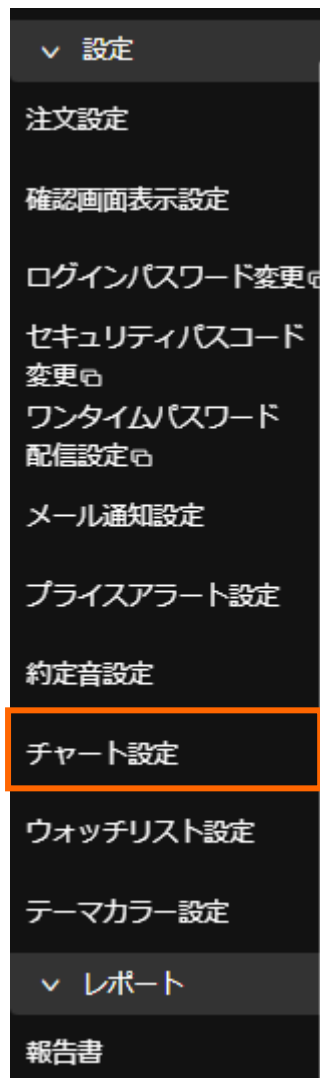 設定
注文設定
確認画面表示設定
ログインパスワード変更
セキュリティパスコード
変更
ワンタイムパスワード
配信設定
メール通知設定
プライスアラート設定
約定音設定
チャート設定
ウォッチリスト設定
テーマカラー設定
レポート
報告書